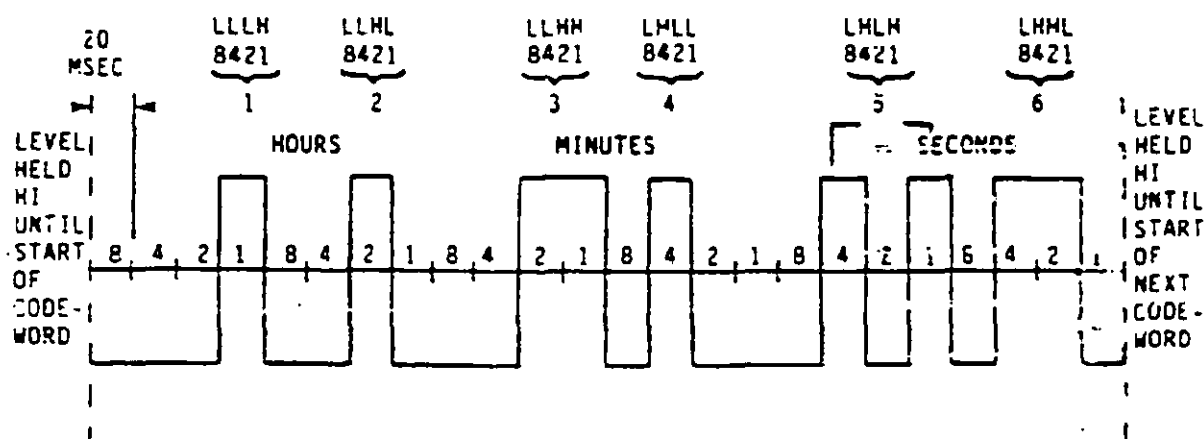 20
MSEC
LLLH
8421
1
LLHL
8421
2
LLHH
8421
3
LHLL
8421
4
LHLH
8421
5
LHHL
8421
6
LEVEL
HELD
HI
UNTIL
START
OF
CODE-
WORD
HOURS
MINUTES
SECONDS
8 4 2 1 8 4 2 1 8 4 2 1 8 4 2 1 8 4 2 1 6 4 2 1
LEVEL
HELD
HI
UNTIL
START
OF
NEXT
CODE-
WORD